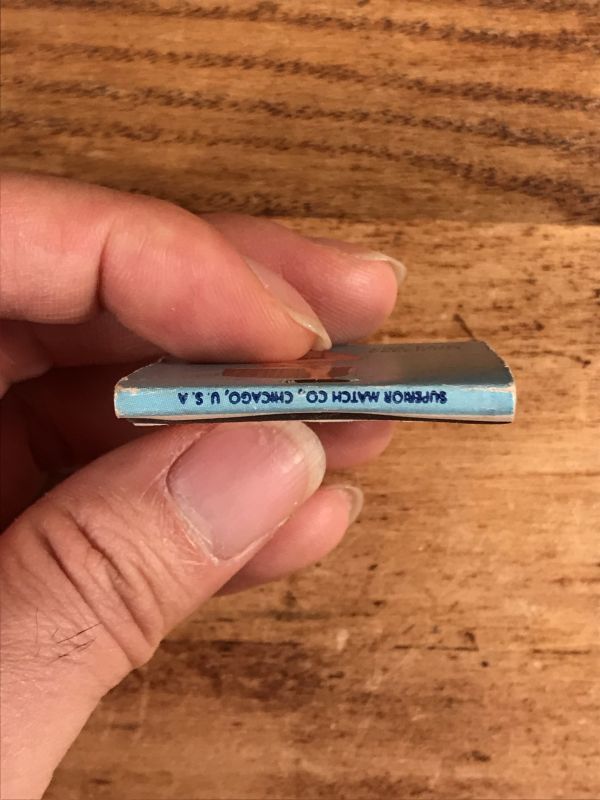 SUPERIOR MATCH CO., CHICAGO, U. S. A